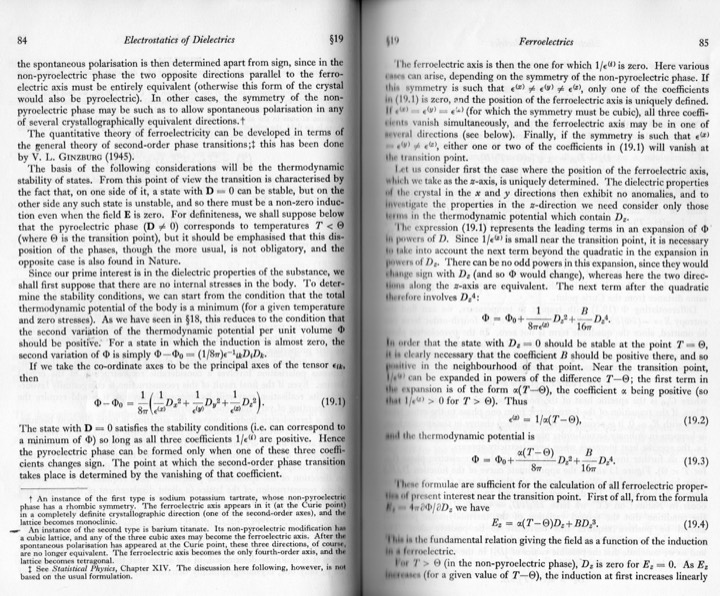 84 Electrostatics of Dielectrics §19
the spontaneous polarisation is then determined apart from sign, since in the
non-pyroelectric phase the two opposite directions parallel to the ferro-
electric axis must be entirely equivalent (otherwise this form of the crystal
would also be pyroelectric). In other cases, the symmetry of the non-
pyroelectric phase may be such as to allow spontaneous polarisation in any
of several crystallographically equivalent directions.†
The quantitative theory of ferroelectricity can be developed in terms of
the general theory of second-order phase transitions;‡ this has been done
by V. L. GINZBURG (1945).
The basis of the following considerations will be the thermodynamic
stability of states. From this point of view the transition is characterised by
the fact that, on one side of it, a state with D = 0 can be stable, but on the
other side any such state is unstable, and so there must be a non-zero induc-
tion even when the field E is zero. For definiteness, we shall suppose below
that the pyroelectric phase (D ≠ 0) corresponds to temperatures T < Θ
(where Θ is the transition point), but it should be emphasised that this dis-
position of the phases, though the more usual, is not obligatory, and the
opposite case is also found in Nature.
Since our prime interest is in the dielectric properties of the substance, we
shall first suppose that there are no internal stresses in the body. To deter-
mine the stability conditions, we can start from the condition that the total
thermodynamic potential of the body is a minimum (for a given temperature
and zero stresses). As we have seen in §18, this reduces to the condition that
the second variation of the thermodynamic potential per unit volume Φ
should be positive. For a state in which the induction is almost zero, the
second variation of Φ is simply Φ−Φ₀ = (1/8π)ϵ⁻¹ᵢₖDᵢDₖ.
If we take the co-ordinate axes to be the principal axes of the tensor ϵᵢₖ,
then
Φ−Φ₀ = 1/8π (1/ϵ⁽ˣ⁾ Dₓ² + 1/ϵ⁽ʸ⁾ D_y² + 1/ϵ⁽ᶻ⁾ D_z²). (19.1)
The state with D = 0 satisfies the stability conditions (i.e. can correspond to
a minimum of Φ) so long as all three coefficients 1/ϵ⁽ⁱ⁾ are positive. Hence
the pyroelectric phase can be formed only when one of these three coeffi-
cients changes sign. The point at which the second-order phase transition
takes place is determined by the vanishing of that coefficient.
† An instance of the first type is sodium potassium tartrate, whose non-pyroelectric
phase has a rhombic symmetry. The ferroelectric axis appears in it (at the Curie point)
in a completely definite crystallographic direction (one of the second-order axes), and the
lattice becomes monoclinic.
An instance of the second type is barium titanate. Its non-pyroelectric modification has
a cubic lattice, and any of the three cubic axes may become the ferroelectric axis. After the
spontaneous polarisation has appeared at the Curie point, these three directions, of course,
are no longer equivalent. The ferroelectric axis becomes the only fourth-order axis, and the
lattice becomes tetragonal.
‡ See Statistical Physics, Chapter XIV. The discussion here following, however, is not
based on the usual formulation.
§19 Ferroelectrics 85
The ferroelectric axis is then the one for which 1/ϵ⁽ⁱ⁾ is zero. Here various
cases can arise, depending on the symmetry of the non-pyroelectric phase. If
this symmetry is such that ϵ⁽ˣ⁾ ≠ ϵ⁽ʸ⁾ ≠ ϵ⁽ᶻ⁾, only one of the coefficients
in (19.1) is zero, and the position of the ferroelectric axis is uniquely defined.
If ϵ⁽ˣ⁾ = ϵ⁽ʸ⁾ = ϵ⁽ᶻ⁾ (for which the symmetry must be cubic), all three coeffi-
cients vanish simultaneously, and the ferroelectric axis may be in one of
several directions (see below). Finally, if the symmetry is such that ϵ⁽ˣ⁾
= ϵ⁽ʸ⁾ ≠ ϵ⁽ᶻ⁾, either one or two of the coefficients in (19.1) will vanish at
the transition point.
Let us consider first the case where the position of the ferroelectric axis,
which we take as the z-axis, is uniquely determined. The dielectric properties
of the crystal in the x and y directions then exhibit no anomalies, and to
investigate the properties in the z-direction we need consider only those
terms in the thermodynamic potential which contain D_z.
The expression (19.1) represents the leading terms in an expansion of Φ
in powers of D. Since 1/ϵ⁽ᶻ⁾ is small near the transition point, it is necessary
to take into account the next term beyond the quadratic in the expansion in
powers of D_z. There can be no odd powers in this expansion, since they would
change sign with D_z (and so Φ would change), whereas here the two direc-
tions along the z-axis are equivalent. The next term after the quadratic
therefore involves D_z⁴:
Φ = Φ₀ + 1/8πϵ⁽ᶻ⁾ D_z² + B/16π D_z⁴.
In order that the state with D_z = 0 should be stable at the point T = Θ,
it is clearly necessary that the coefficient B should be positive there, and so
positive in the neighbourhood of that point. Near the transition point,
1/ϵ⁽ᶻ⁾ can be expanded in powers of the difference T−Θ; the first term in
the expansion is of the form α(T−Θ), the coefficient α being positive (so
that 1/ϵ⁽ᶻ⁾ > 0 for T > Θ). Thus
ϵ⁽ᶻ⁾ = 1/α(T−Θ), (19.2)
and the thermodynamic potential is
Φ = Φ₀ + α(T−Θ)/8π D_z² + B/16π D_z⁴. (19.3)
These formulae are sufficient for the calculation of all ferroelectric proper-
ties of present interest near the transition point. First of all, from the formula
E_z = 4π∂Φ/∂D_z we have
E_z = α(T−Θ)D_z + BD_z³. (19.4)
This is the fundamental relation giving the field as a function of the induction
in a ferroelectric.
For T > Θ (in the non-pyroelectric phase), D_z is zero for E_z = 0. As E_z
increases (for a given value of T−Θ), the induction at first increases linearly